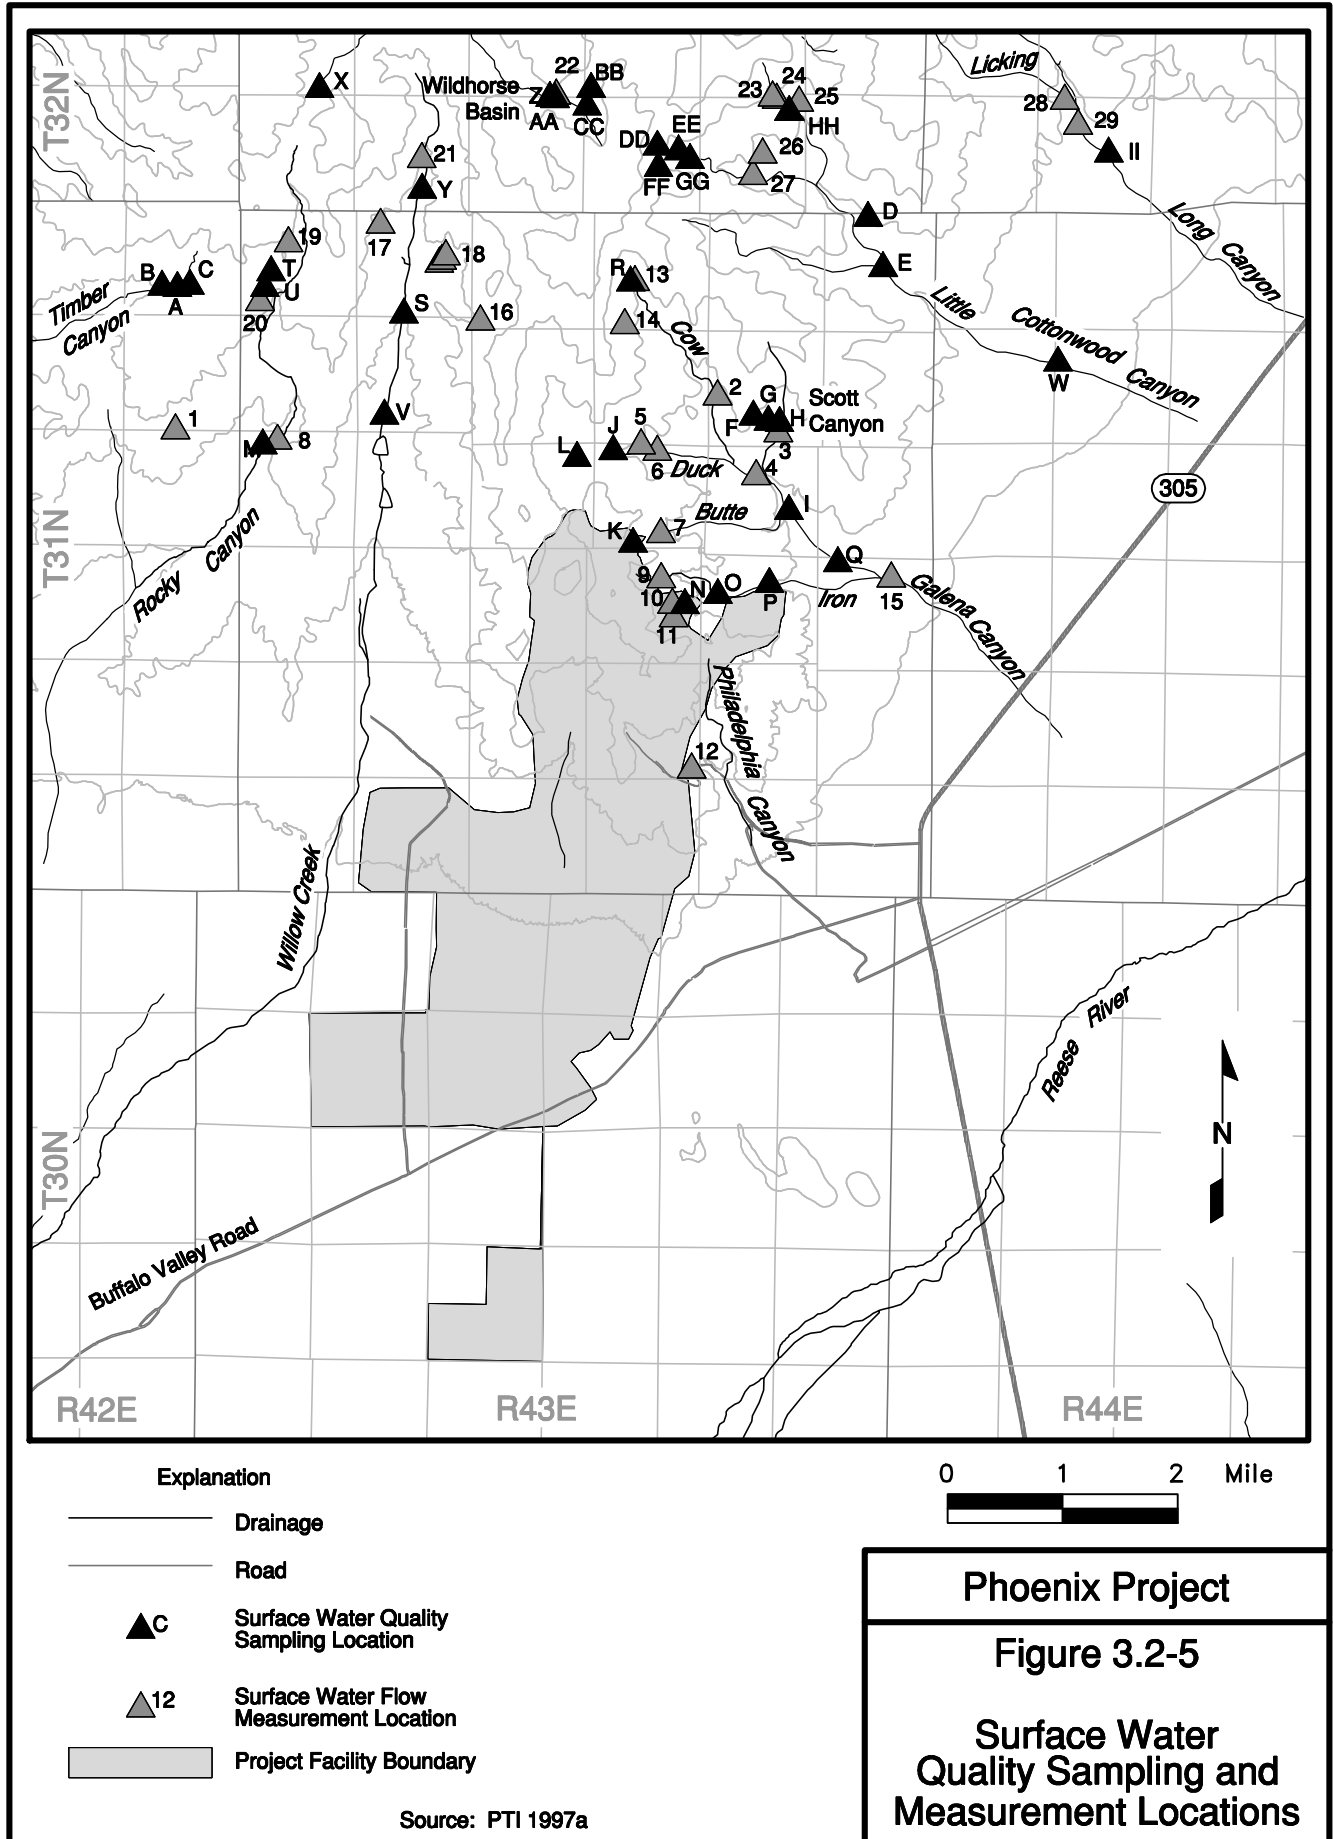 T32N
X
Wildhorse
Basin
Z
22
BB
AA
CC
DD
EE
FF
GG
23
24
25
HH
26
27
Licking
28
29
II
Long Canyon
21
Y
17
18
19
T
U
20
B
C
A
Timber
Canyon
S
16
R
13
14
Cow
D
E
Little
Cottonwood
Canyon
W
1
M
8
V
2
G
F
H
Scott
Canyon
3
L
J
5
6
Duck
4
I
305
T31N
Rocky Canyon
K
7
Butte
Q
9
10
N
O
11
P
Iron
15
Galena Canyon
Philadelphia
Canyon
12
Willow Creek
Reese River
N
T30N
Buffalo Valley Road
R42E
R43E
R44E
Explanation
Drainage
Road
C
Surface Water Quality
Sampling Location
12
Surface Water Flow
Measurement Location
Project Facility Boundary
Source: PTI 1997a
0 1 2 Mile
Phoenix Project
Figure 3.2-5
Surface Water
Quality Sampling and
Measurement Locations